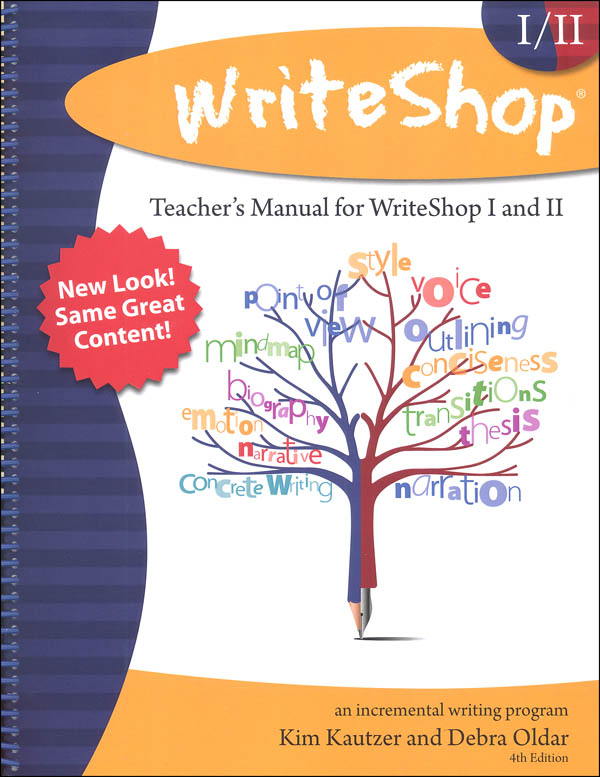 I/II
WriteShop®
Teacher's Manual for WriteShop I and II
New Look!
Same Great
Content!
style
point of
view
voice
outlining
mindmap
conciseness
biography
transitions
emotion
thesis
narrative
concrete writing
narration
an incremental writing program
Kim Kautzer and Debra Oldar
4th Edition